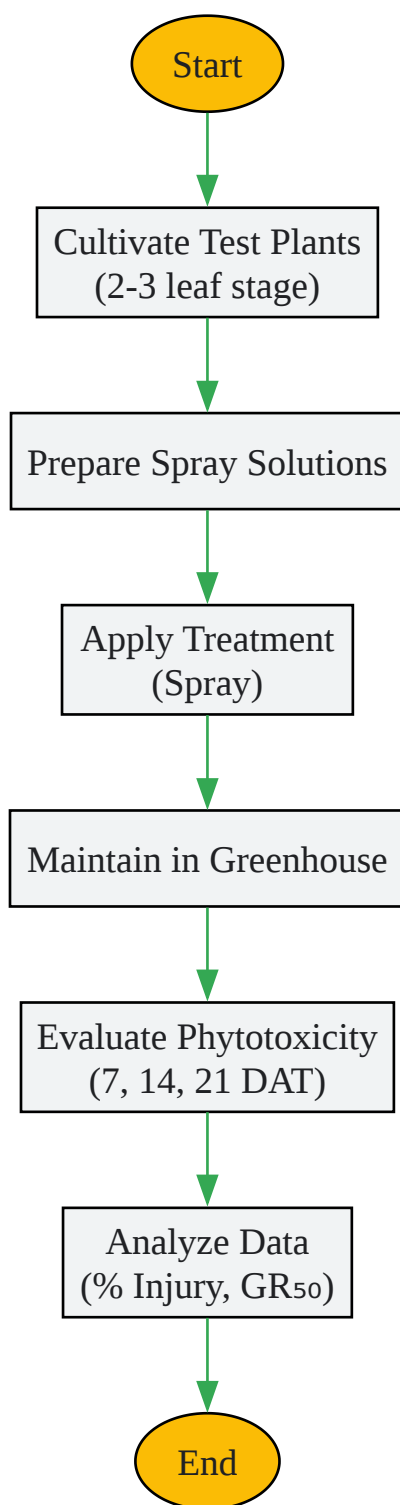 Start
Cultivate Test Plants
(2-3 leaf stage)
Prepare Spray Solutions
Apply Treatment
(Spray)
Maintain in Greenhouse
Evaluate Phytotoxicity
(7, 14, 21 DAT)
Analyze Data
(% Injury, GR₅₀)
End